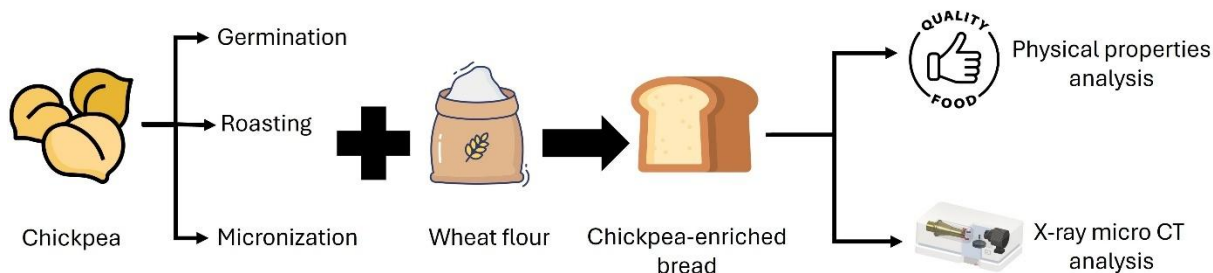 Germination
Roasting
Micronization
Chickpea
Wheat flour
Chickpea-enriched
bread
QUALITY
FOOD
Physical properties
analysis
X-ray micro CT
analysis